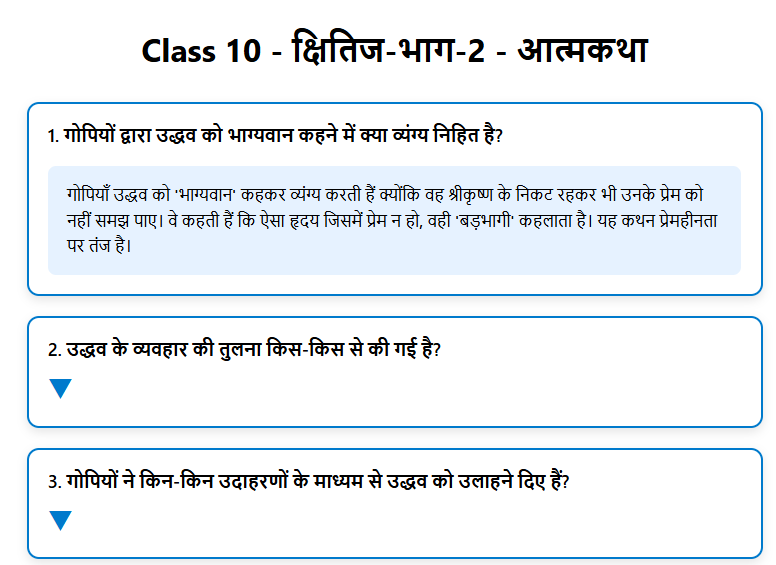 Class 10 - क्षितिज-भाग-2 - आत्मकथा
1. गोपियों द्वारा उद्धव को भाग्यवान कहने में क्या व्यंग्य निहित है?
गोपियाँ उद्धव को 'भाग्यवान' कहकर व्यंग्य करती हैं क्योंकि वह श्रीकृष्ण के निकट रहकर भी उनके प्रेम को
नहीं समझ पाए। वे कहती हैं कि ऐसा हृदय जिसमें प्रेम न हो, वही 'बड़भागी' कहलाता है। यह कथन प्रेमहीनता
पर तंज है।
2. उद्धव के व्यवहार की तुलना किस-किस से की गई है?
3. गोपियों ने किन-किन उदाहरणों के माध्यम से उद्धव को उलाहने दिए हैं?